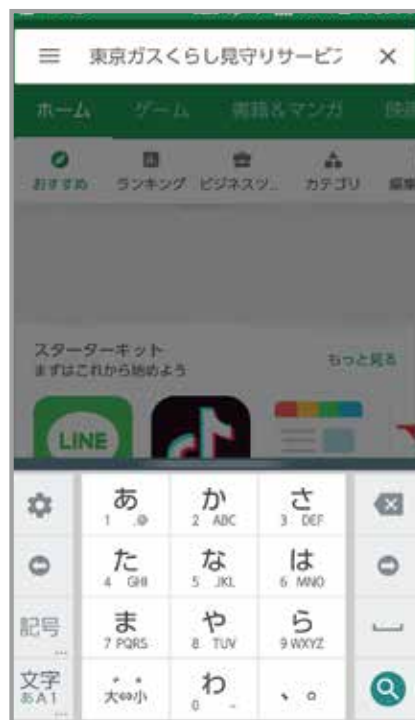 東京ガスくらし見守りサービス
ホーム ゲーム 書籍&マンガ
おすすめ ランキング ビジネスツ... カテゴリ 編集
スターターキット もっと見る
まずはこれから始めよう
LINE
あ か さ
1 .@ 2 ABC 3 DEF
た な は
4 GHI 5 JKL 6 MNO
記号 ま や ら
7 PQRS 8 TUV 9 WXYZ
文字 大⇔小 わ 、。
あA1 0 -